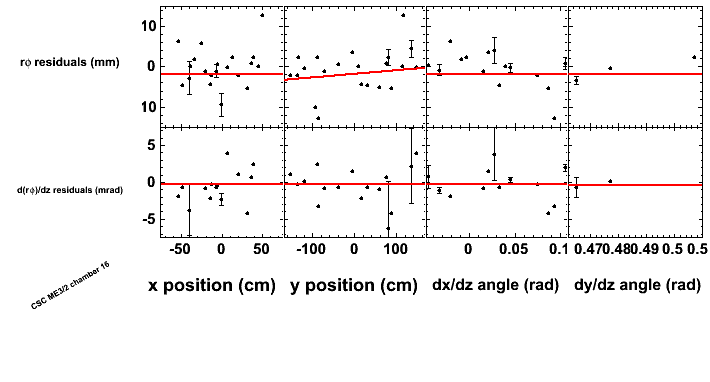 10
rϕ residuals (mm)
0
10
5
d(rϕ)/dz residuals (mrad)
0
-5
-50 0 50 -100 0 100 0 0.05 0.1 0.47 0.48 0.49 0.5 0.5
CSC ME3/2 chamber 16
x position (cm) y position (cm) dx/dz angle (rad) dy/dz angle (rad)